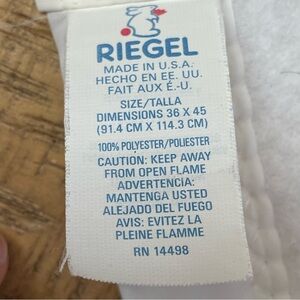 RIEGEL
MADE IN U.S.A.
HECHO EN EE. UU.
FAIT AUX É.-U.
SIZE/TALLA
DIMENSIONS 36 X 45
(91.4 CM X 114.3 CM)
100% POLYESTER/POLIESTER
CAUTION: KEEP AWAY
FROM OPEN FLAME
ADVERTENCIA:
MANTENGA USTED
ALEJADO DEL FUEGO
AVIS: EVITEZ LA
PLEINE FLAMME
RN 14498